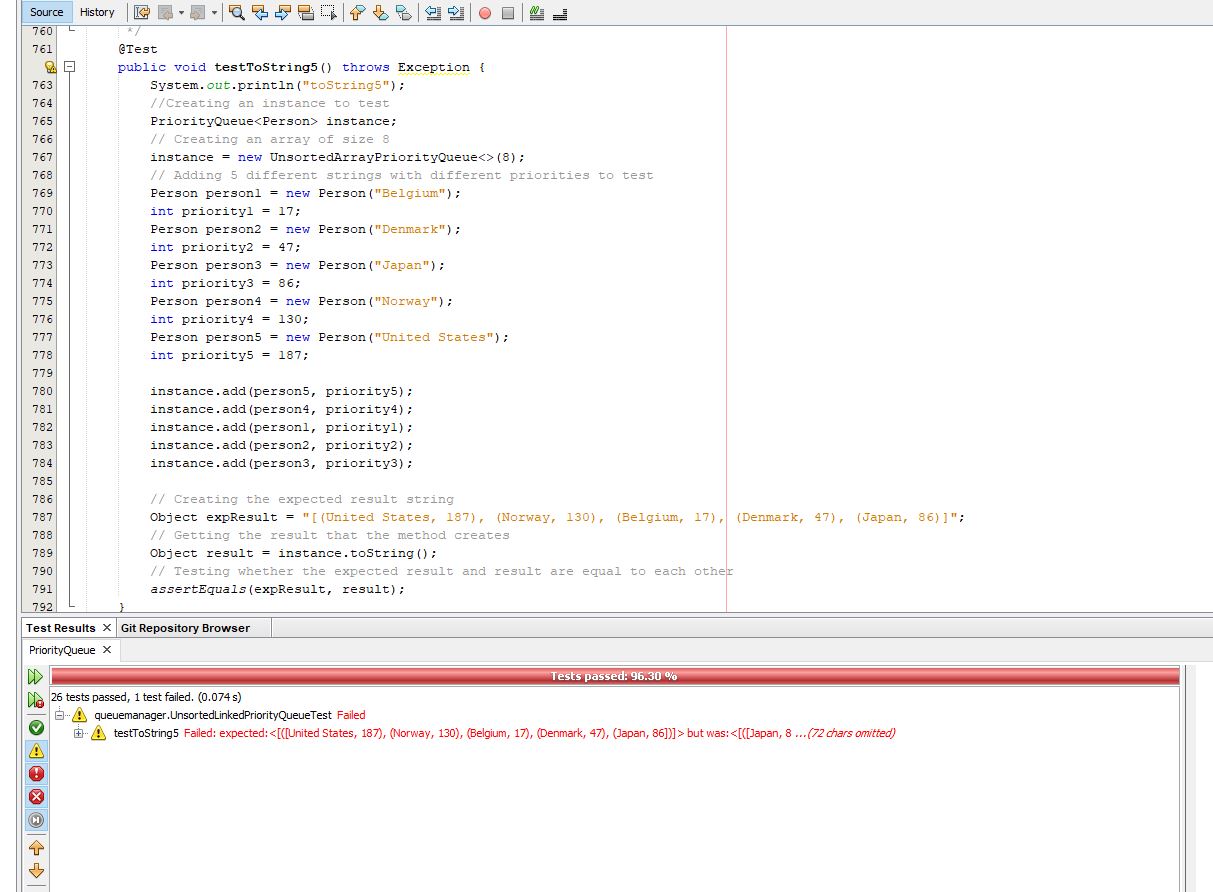 Source History
760 */
761 @Test
public void testToString5() throws Exception {
763 System.out.println("toString5");
764 //Creating an instance to test
765 PriorityQueue<Person> instance;
766 // Creating an array of size 8
767 instance = new UnsortedArrayPriorityQueue<>(8);
768 // Adding 5 different strings with different priorities to test
769 Person person1 = new Person("Belgium");
770 int priority1 = 17;
771 Person person2 = new Person("Denmark");
772 int priority2 = 47;
773 Person person3 = new Person("Japan");
774 int priority3 = 86;
775 Person person4 = new Person("Norway");
776 int priority4 = 130;
777 Person person5 = new Person("United States");
778 int priority5 = 187;
779
780 instance.add(person5, priority5);
781 instance.add(person4, priority4);
782 instance.add(person1, priority1);
783 instance.add(person2, priority2);
784 instance.add(person3, priority3);
785
786 // Creating the expected result string
787 Object expResult = "[(United States, 187), (Norway, 130), (Belgium, 17), (Denmark, 47), (Japan, 86)]";
788 // Getting the result that the method creates
789 Object result = instance.toString();
790 // Testing whether the expected result and result are equal to each other
791 assertEquals(expResult, result);
792 }
Test Results Git Repository Browser
PriorityQueue
Tests passed: 96.30 %
26 tests passed, 1 test failed. (0.074 s)
queuemanager.UnsortedLinkedPriorityQueueTest Failed
testToString5 Failed: expected:<[([United States, 187), (Norway, 130), (Belgium, 17), (Denmark, 47), (Japan, 86])]> but was:<[([Japan, 8 ...(72 chars omitted)